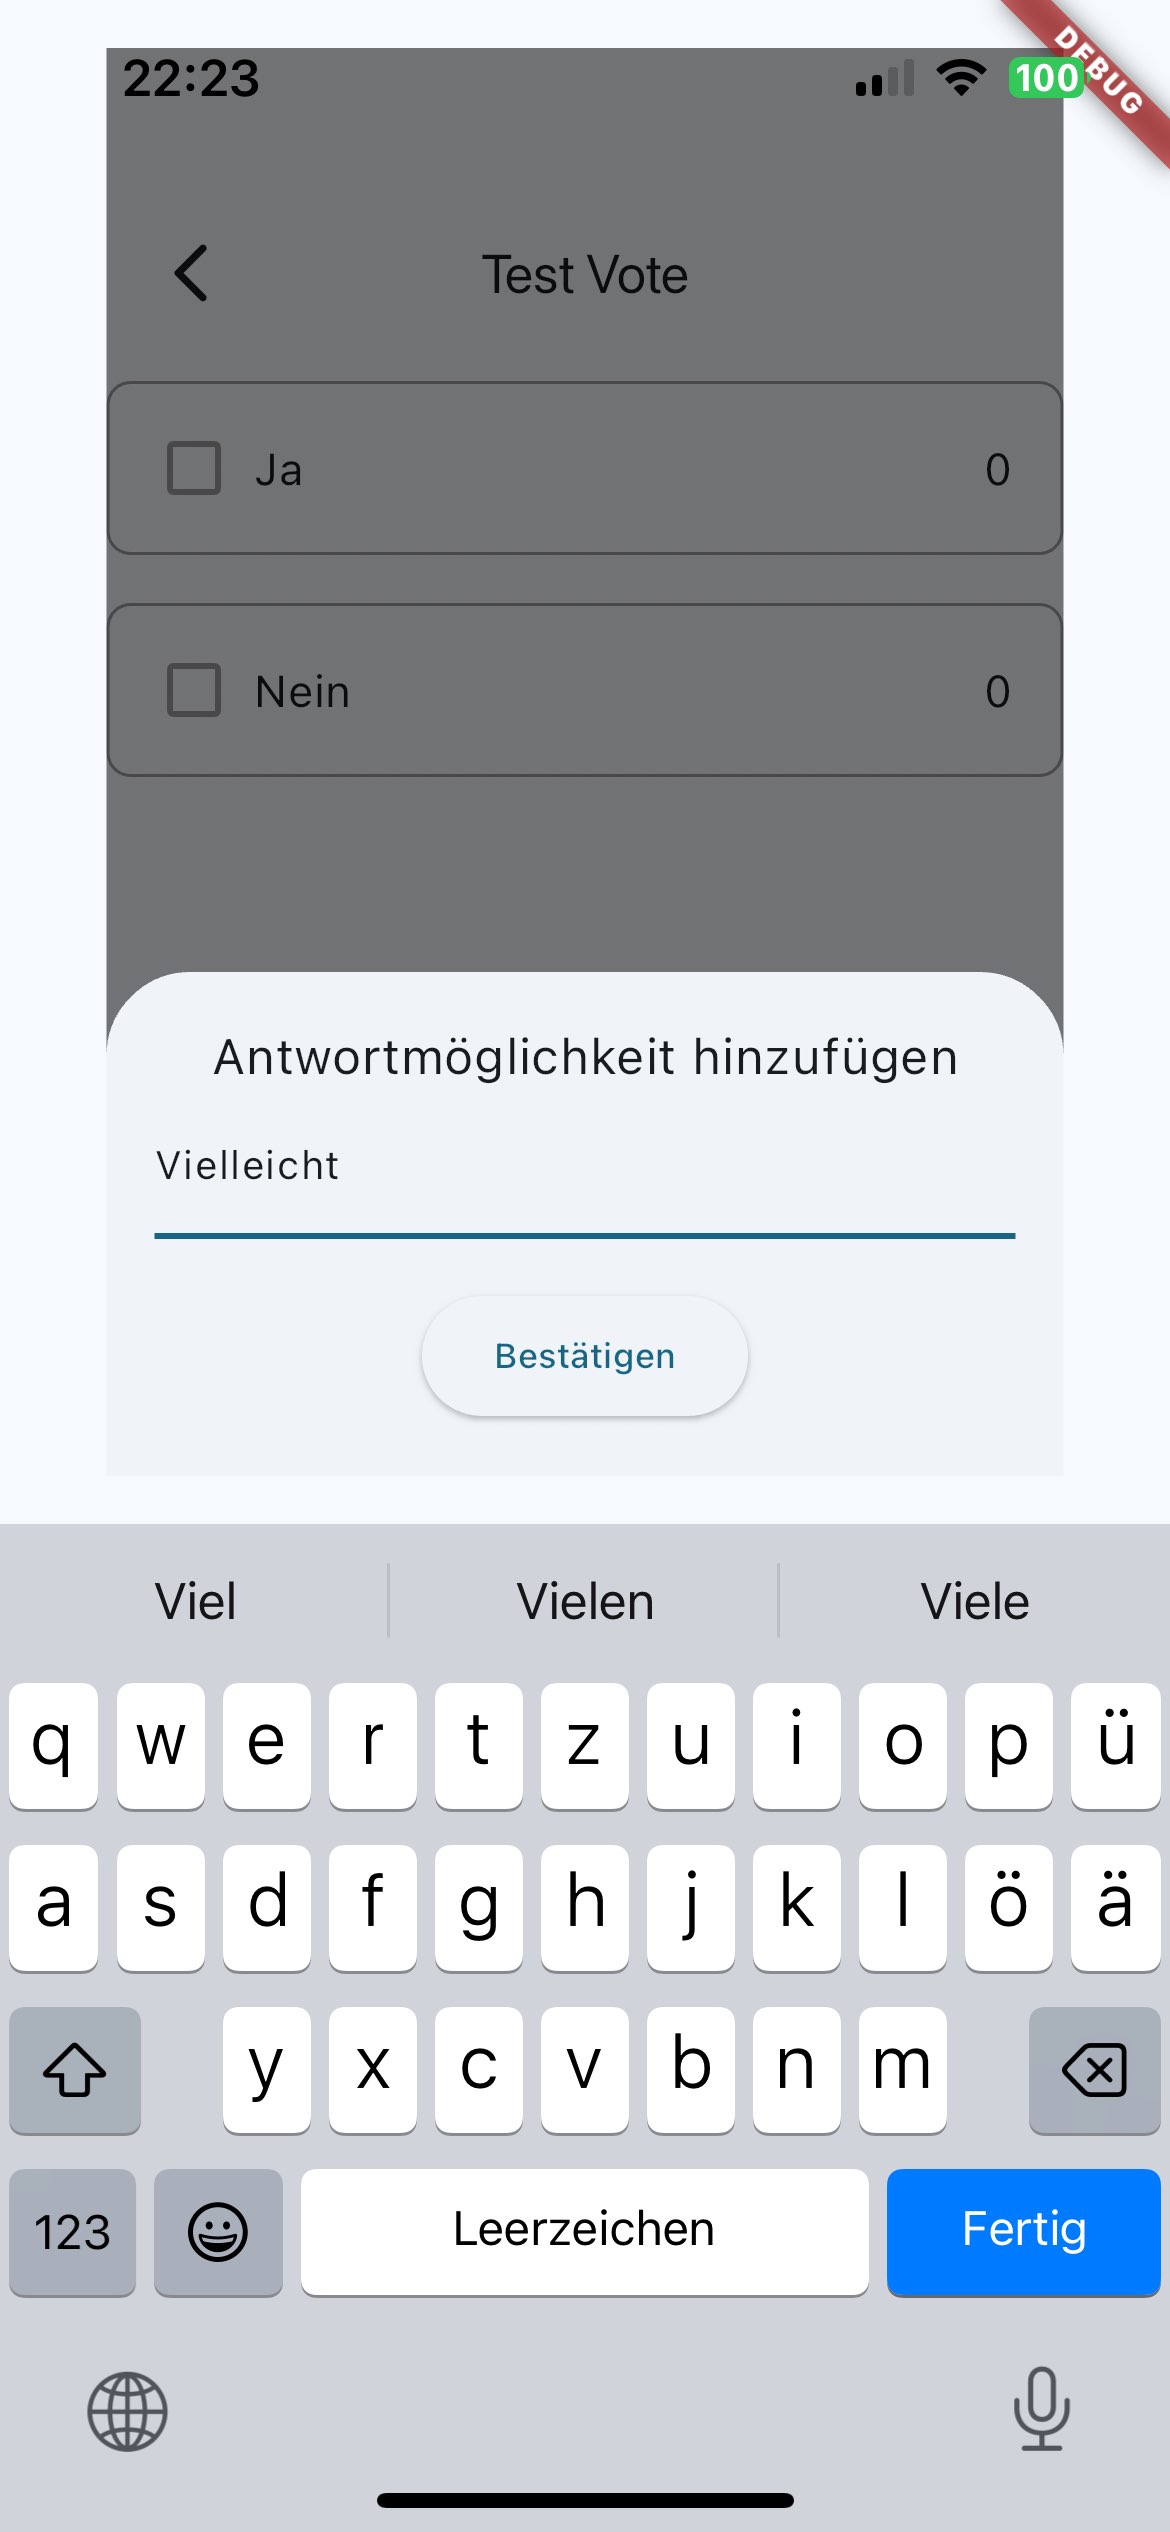 22:23
100
DEBUG
Test Vote
Ja 0
Nein 0
Antwortmöglichkeit hinzufügen
Vielleicht
Bestätigen
Viel Vielen Viele
q w e r t z u i o p ü
a s d f g h j k l ö ä
y x c v b n m
123 Leerzeichen Fertig